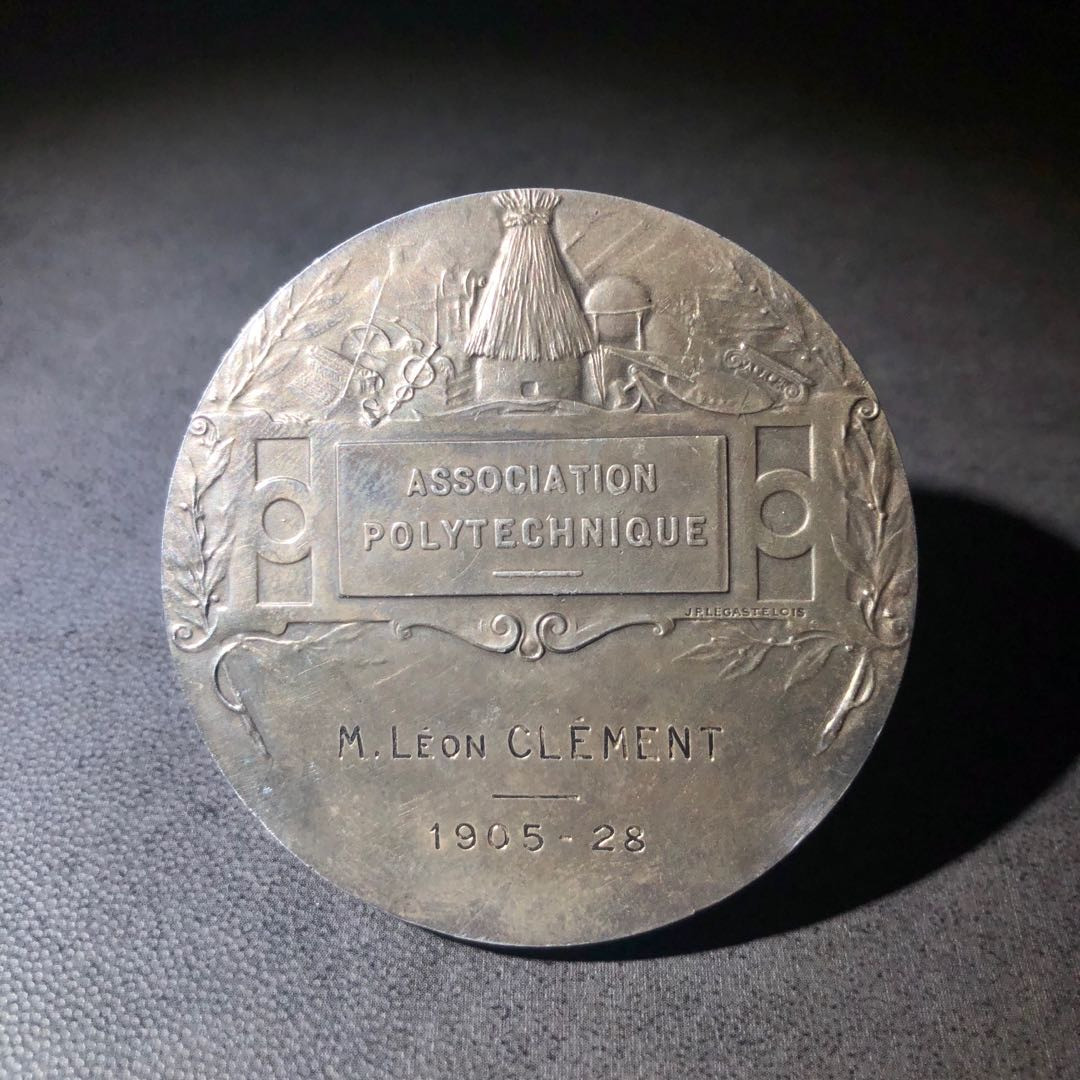 ASSOCIATION
POLYTECHNIQUE
J.P. LEGASTELOIS
M. LÉON CLÉMENT
1905 - 28